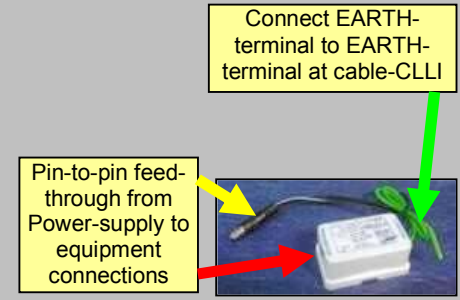 Connect EARTH-
terminal to EARTH-
terminal at cable-CLLI
Pin-to-pin feed-
through from
Power-supply to
equipment
connections